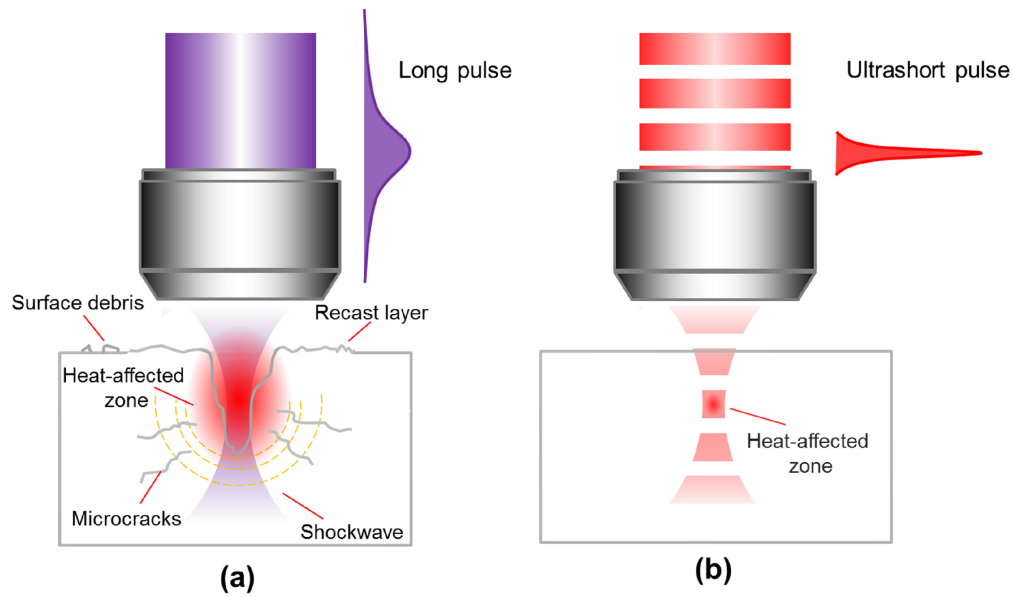 Long pulse
Surface debris
Recast layer
Heat-affected
zone
Microcracks
Shockwave
(a)
Ultrashort pulse
Heat-affected
zone
(b)